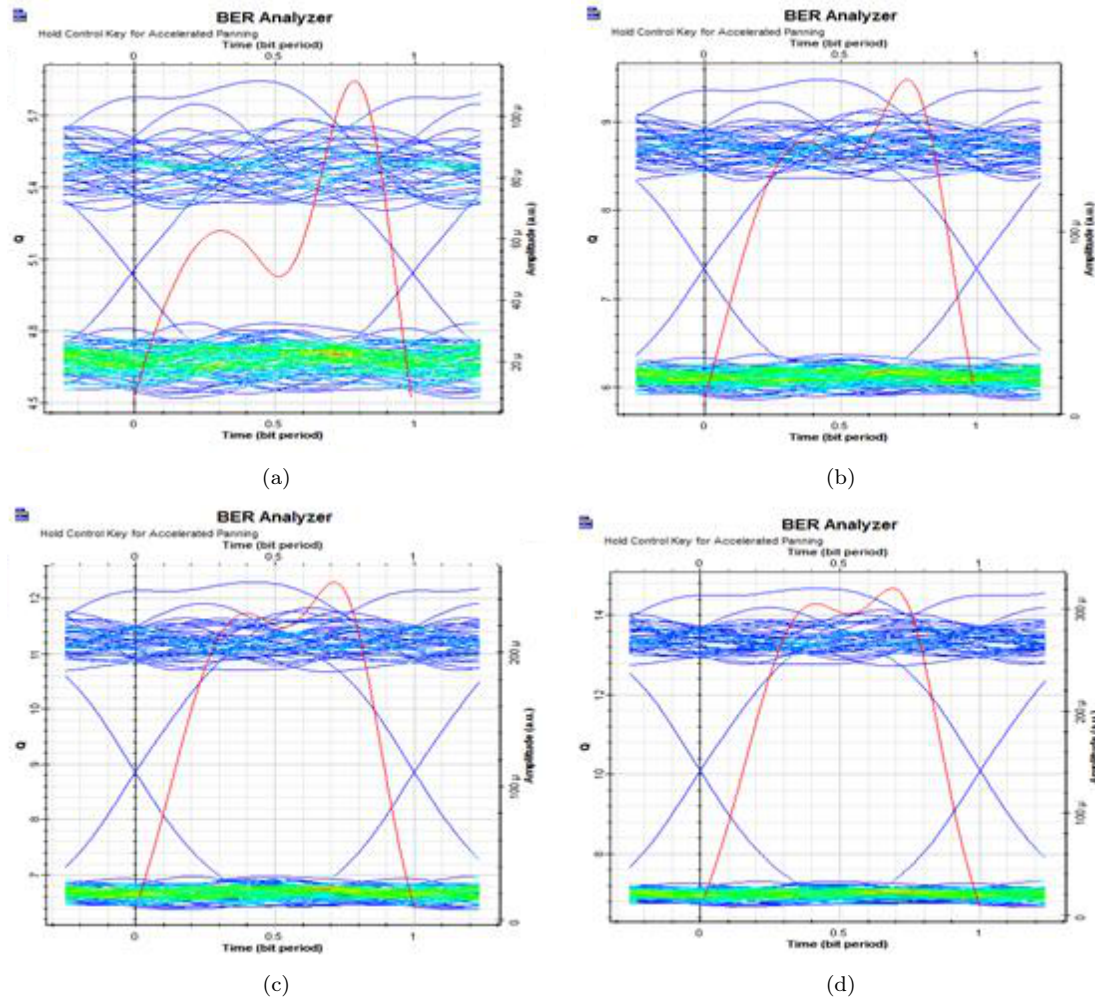 BER Analyzer
Hold Control Key for Accelerated Panning
Time (bit period)
0 0.5 1
Q
5.7
5.4
5.1
4.8
4.5
Amplitude (a.u.)
100 µ
80 µ
60 µ
40 µ
20 µ
0 0.5 1
Time (bit period)
(a)
BER Analyzer
Hold Control Key for Accelerated Panning
Time (bit period)
0 0.5 1
Q
9
8
7
6
Amplitude (a.u.)
100 µ
0
0 0.5 1
Time (bit period)
(b)
BER Analyzer
Hold Control Key for Accelerated Panning
Time (bit period)
0 0.5 1
Q
12
11
10
9
8
7
Amplitude (a.u.)
200 µ
100 µ
0
0 0.5 1
Time (bit period)
(c)
BER Analyzer
Hold Control Key for Accelerated Panning
Time (bit period)
0 0.5 1
Q
14
12
10
8
Amplitude (a.u.)
300 µ
200 µ
100 µ
0
0 0.5 1
Time (bit period)
(d)